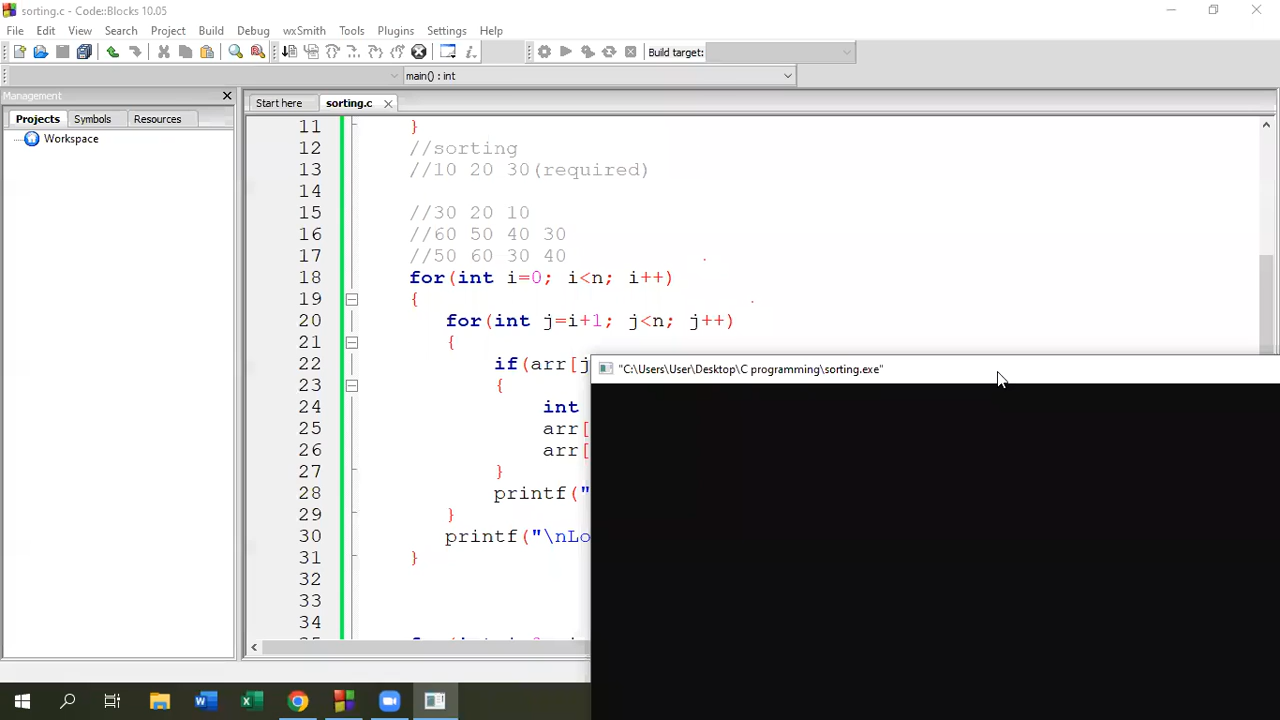 sorting.c - Code::Blocks 10.05
File Edit View Search Project Build Debug wxSmith Tools Plugins Settings Help
Build target:
main() : int
Management
Projects Symbols Resources
Workspace
Start here sorting.c
11 }
12 //sorting
13 //10 20 30(required)
14
15 //30 20 10
16 //60 50 40 30
17 //50 60 30 40
18 for(int i=0; i<n; i++)
19 {
20 for(int j=i+1; j<n; j++)
21 {
22 if(arr[j
23 {
24 int
25 arr[
26 arr[
27 }
28 printf("
29 }
30 printf("\nLo
31 }
32
33
34
"C:\Users\User\Desktop\C programming\sorting.exe"